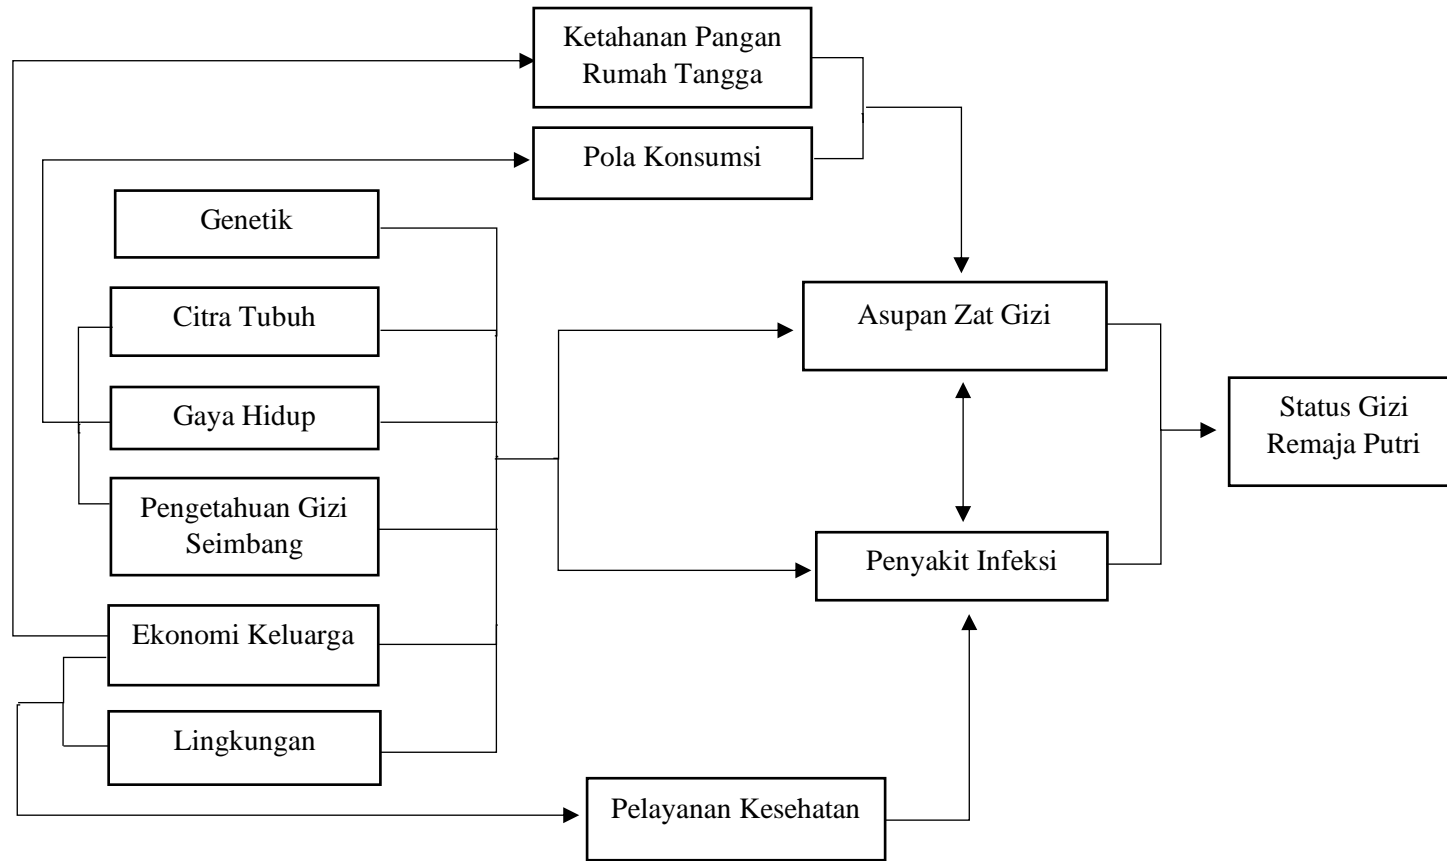 Ketahanan Pangan
Rumah Tangga
Pola Konsumsi
Genetik
Citra Tubuh
Gaya Hidup
Pengetahuan Gizi
Seimbang
Ekonomi Keluarga
Lingkungan
Asupan Zat Gizi
Penyakit Infeksi
Pelayanan Kesehatan
Status Gizi
Remaja Putri